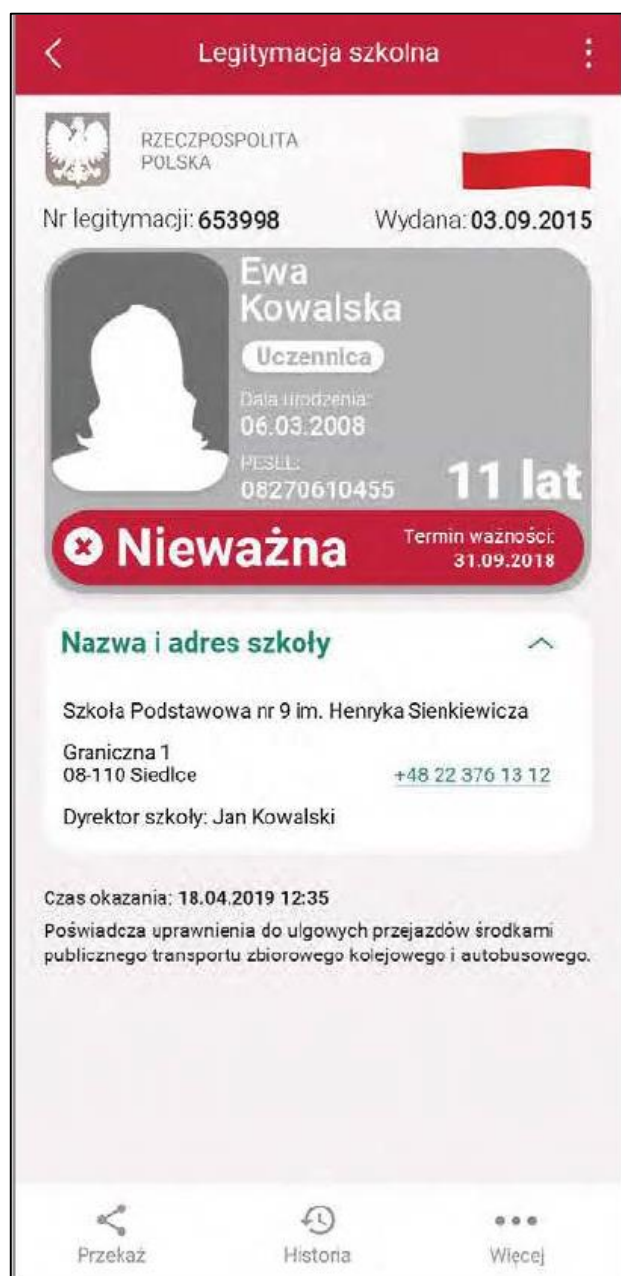 Legitymacja szkolna
RZECZPOSPOLITA
POLSKA
Nr legitymacji: 653998 Wydana: 03.09.2015
Ewa
Kowalska
Uczennica
Data urodzenia:
06.03.2008
PESEL:
08270610455
11 lat
Nieważna
Termin ważności:
31.09.2018
Nazwa i adres szkoły
Szkoła Podstawowa nr 9 im. Henryka Sienkiewicza
Graniczna 1
08-110 Siedlce
+48 22 376 13 12
Dyrektor szkoły: Jan Kowalski
Czas okazania: 18.04.2019 12:35
Poświadcza uprawnienia do ulgowych przejazdów środkami
publicznego transportu zbiorowego kolejowego i autobusowego.
Przekaż Historia Więcej